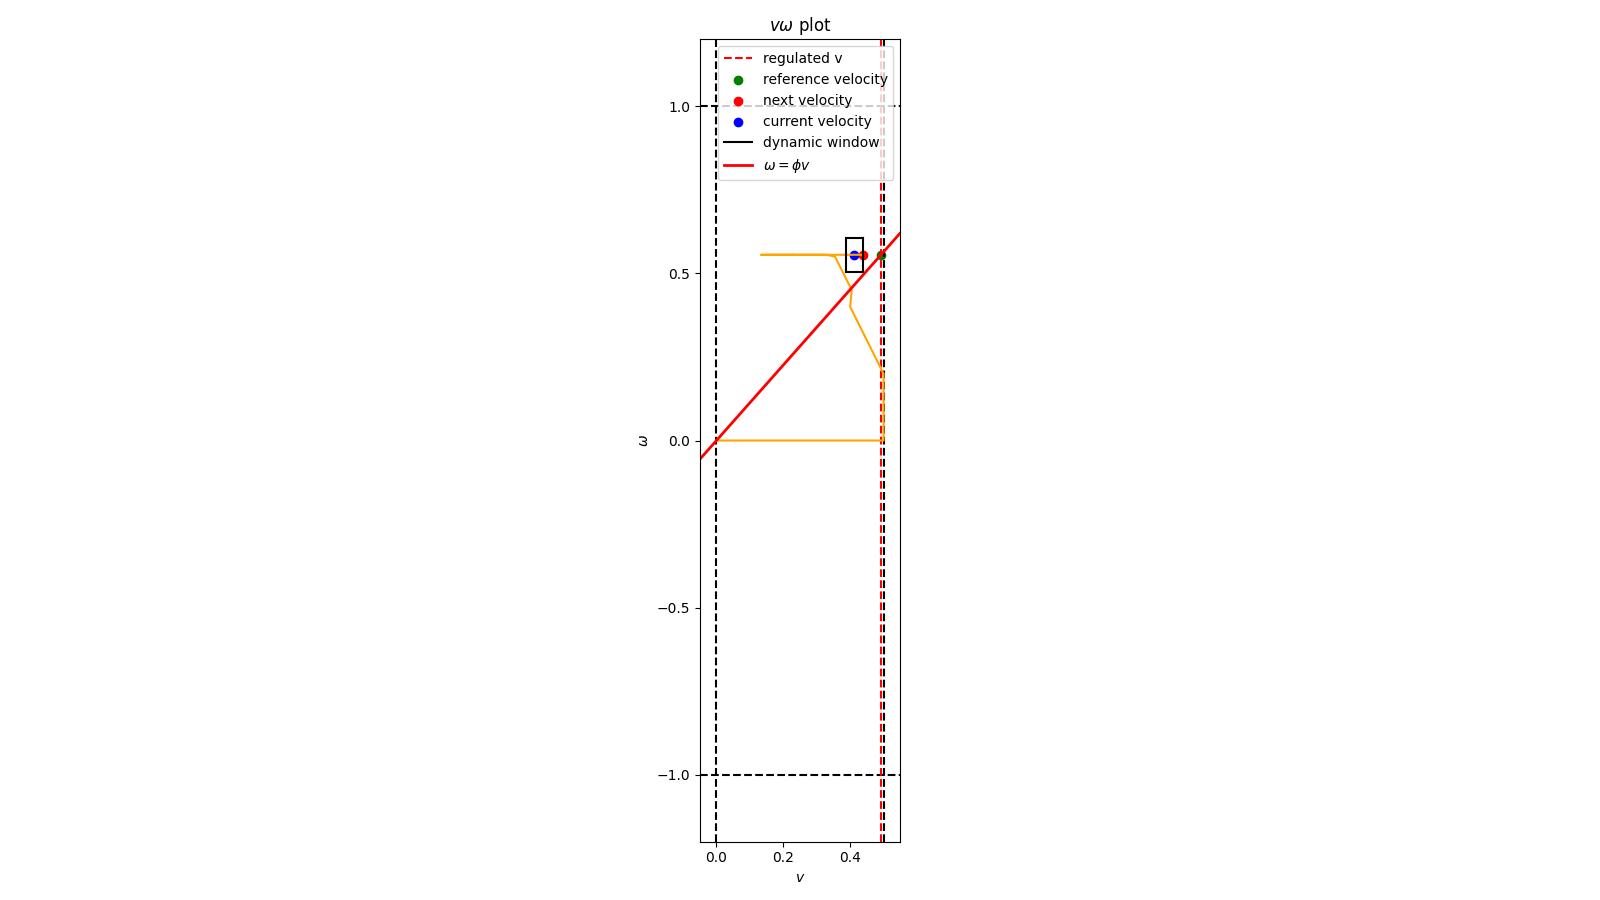 vω plot
regulated v
reference velocity
next velocity
current velocity
dynamic window
ω = ϕv
1.0
0.5
0.0
−0.5
−1.0
ω
0.0 0.2 0.4
v